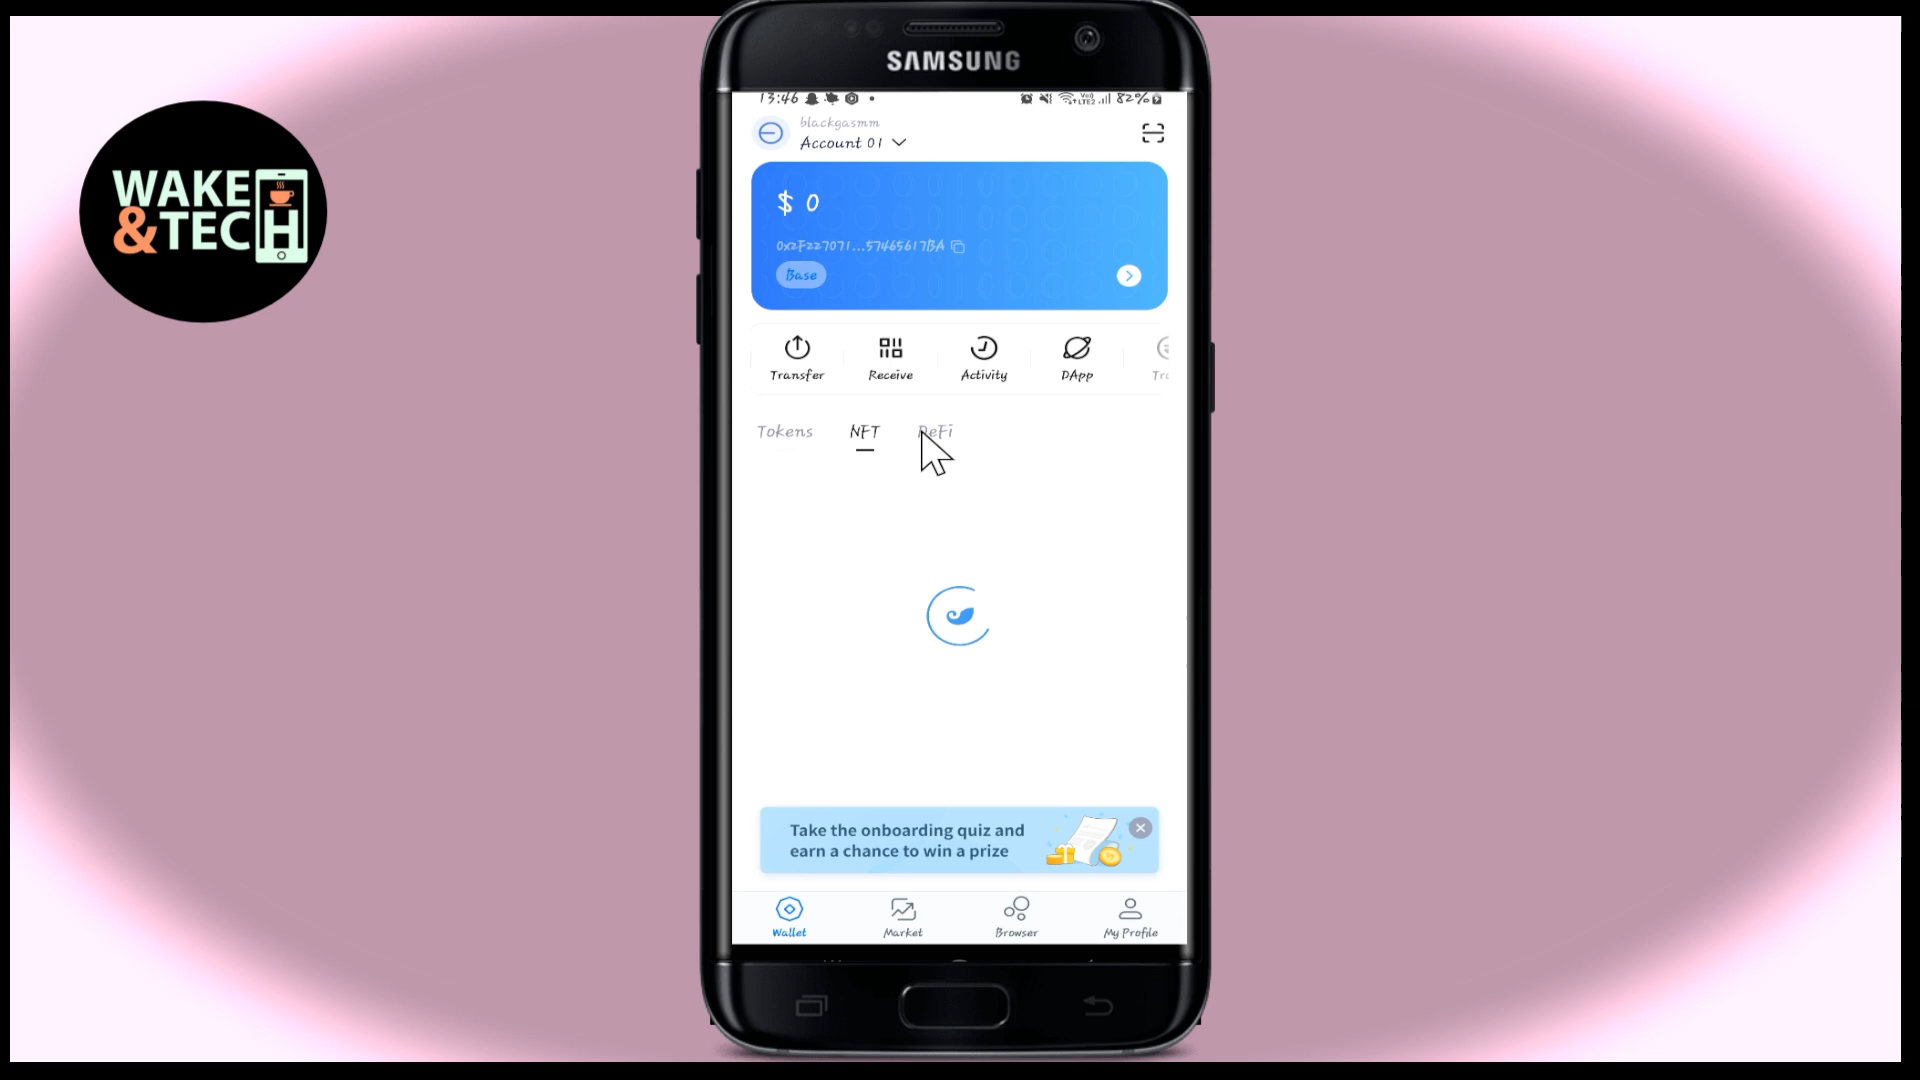 SAMSUNG
13:46
82%
blackgasmm
Account 01
WAKE
&TECH
$ 0
0x2F227071...57465617BA
Base
Transfer
Receive
Activity
DApp
Tokens
NFT
DeFi
Take the onboarding quiz and
earn a chance to win a prize
Wallet
Market
Browser
My Profile